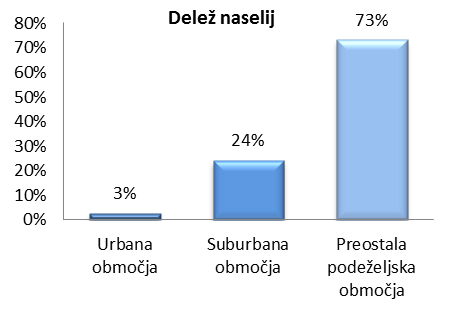 Delež naselij
80%
70%
60%
50%
40%
30%
20%
10%
0%
3%
24%
73%
Urbana
območja
Suburbana
območja
Preostala
podeželjska
območja